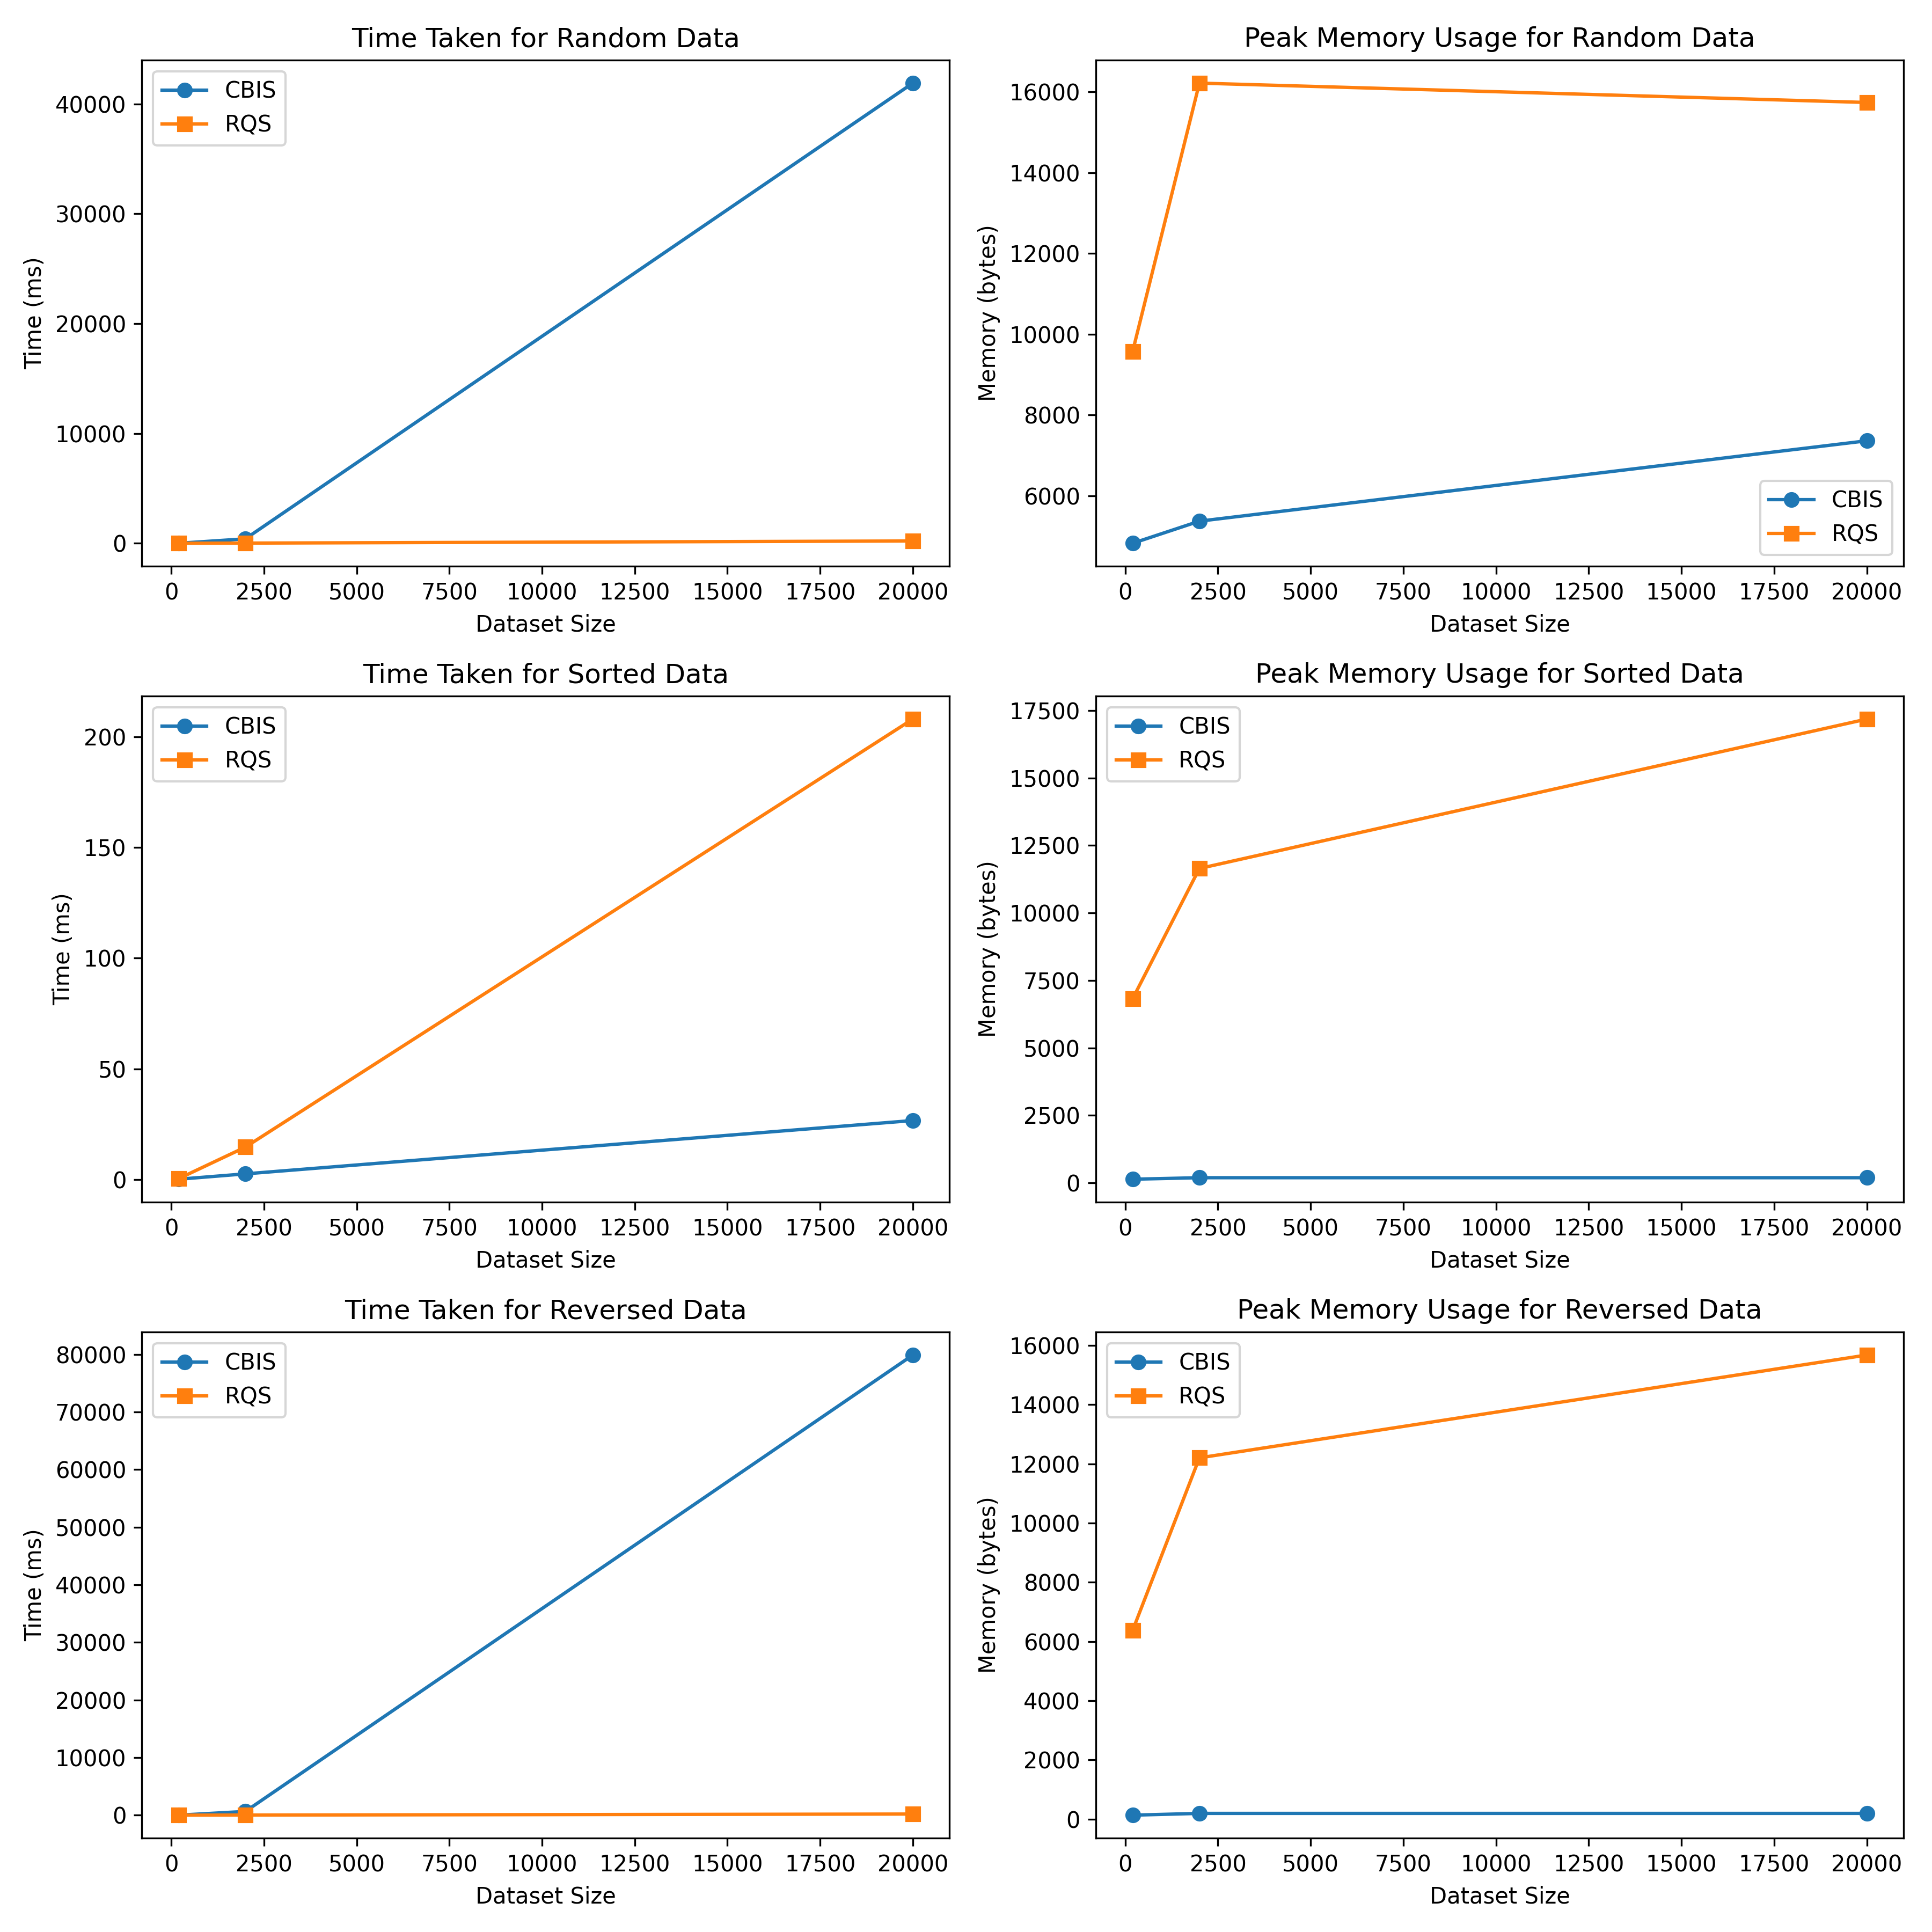 Time Taken for Random Data
CBIS
RQS
40000
30000
20000
10000
0
Time (ms)
0 2500 5000 7500 10000 12500 15000 17500 20000
Dataset Size
Peak Memory Usage for Random Data
16000
14000
12000
10000
8000
6000
Memory (bytes)
CBIS
RQS
0 2500 5000 7500 10000 12500 15000 17500 20000
Dataset Size
Time Taken for Sorted Data
CBIS
RQS
200
150
100
50
0
Time (ms)
0 2500 5000 7500 10000 12500 15000 17500 20000
Dataset Size
Peak Memory Usage for Sorted Data
CBIS
RQS
17500
15000
12500
10000
7500
5000
2500
0
Memory (bytes)
0 2500 5000 7500 10000 12500 15000 17500 20000
Dataset Size
Time Taken for Reversed Data
CBIS
RQS
80000
70000
60000
50000
40000
30000
20000
10000
0
Time (ms)
0 2500 5000 7500 10000 12500 15000 17500 20000
Dataset Size
Peak Memory Usage for Reversed Data
CBIS
RQS
16000
14000
12000
10000
8000
6000
4000
2000
0
Memory (bytes)
0 2500 5000 7500 10000 12500 15000 17500 20000
Dataset Size